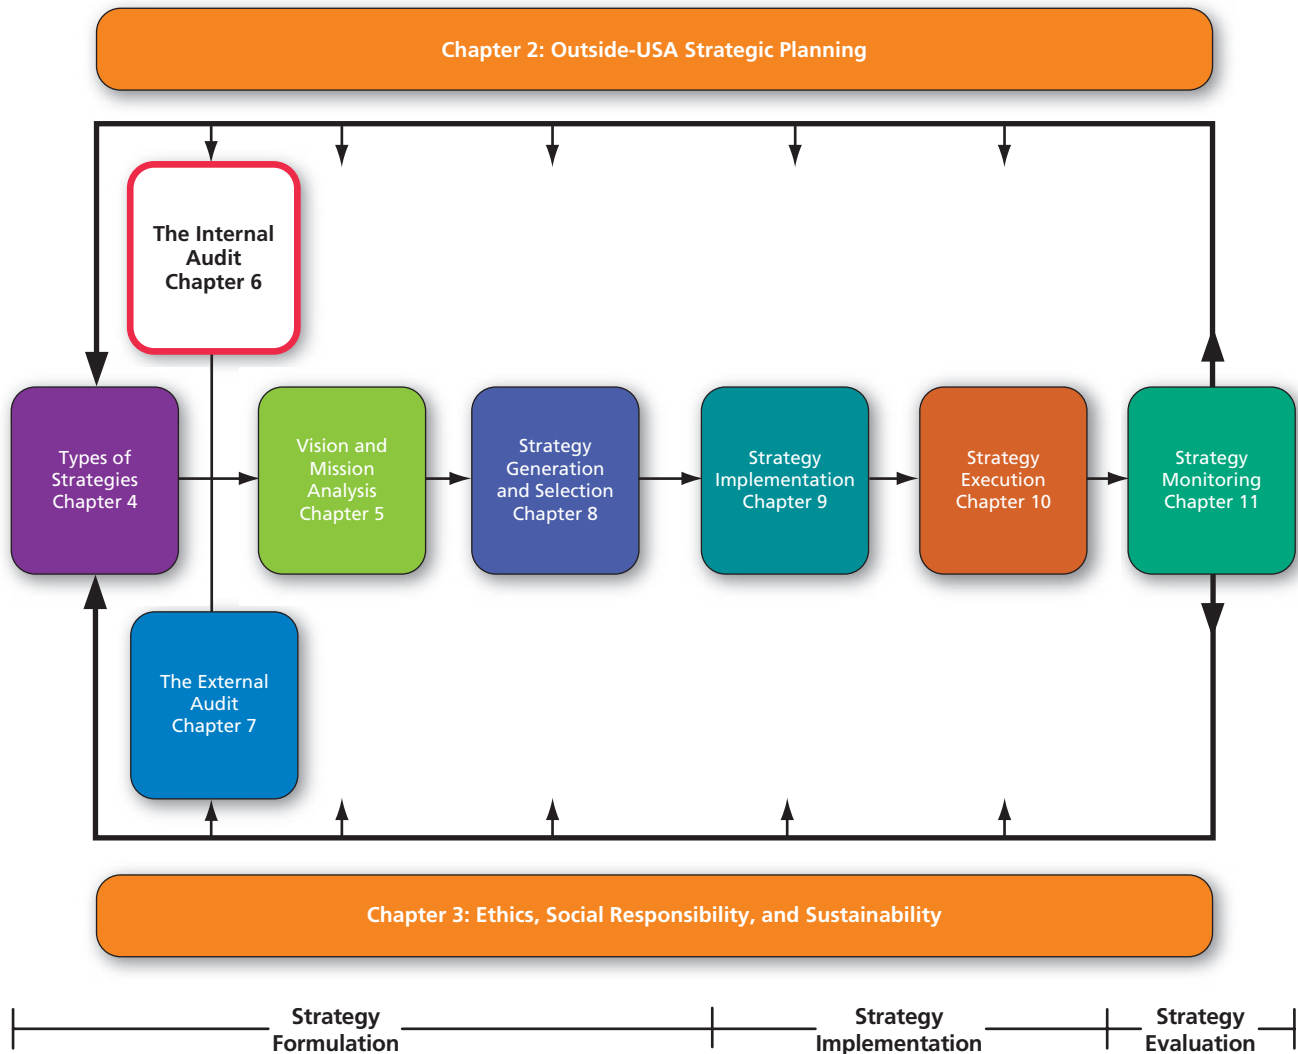 Chapter 2: Outside-USA Strategic Planning
The Internal
Audit
Chapter 6
Types of
Strategies
Chapter 4
Vision and
Mission
Analysis
Chapter 5
Strategy
Generation
and Selection
Chapter 8
Strategy
Implementation
Chapter 9
Strategy
Execution
Chapter 10
Strategy
Monitoring
Chapter 11
The External
Audit
Chapter 7
Chapter 3: Ethics, Social Responsibility, and Sustainability
Strategy
Formulation
Strategy
Implementation
Strategy
Evaluation